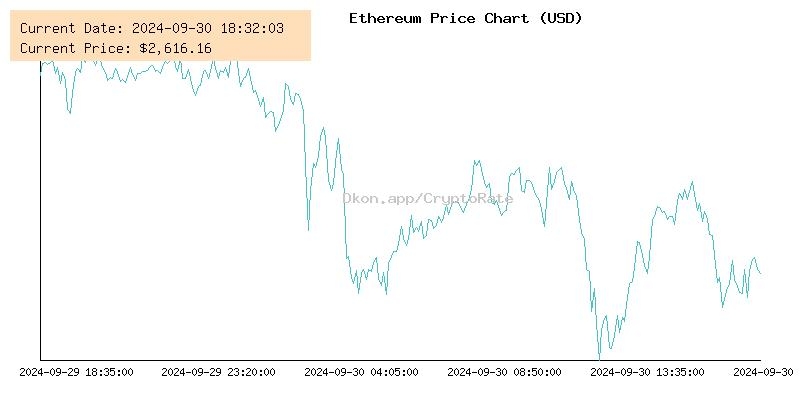 Ethereum Price Chart (USD)
Current Date: 2024-09-30 18:32:03
Current Price: $2,616.16
Okon.app/CryptoRate
2024-09-29 18:35:00 2024-09-29 23:20:00 2024-09-30 04:05:00 2024-09-30 08:50:00 2024-09-30 13:35:00 2024-09-30